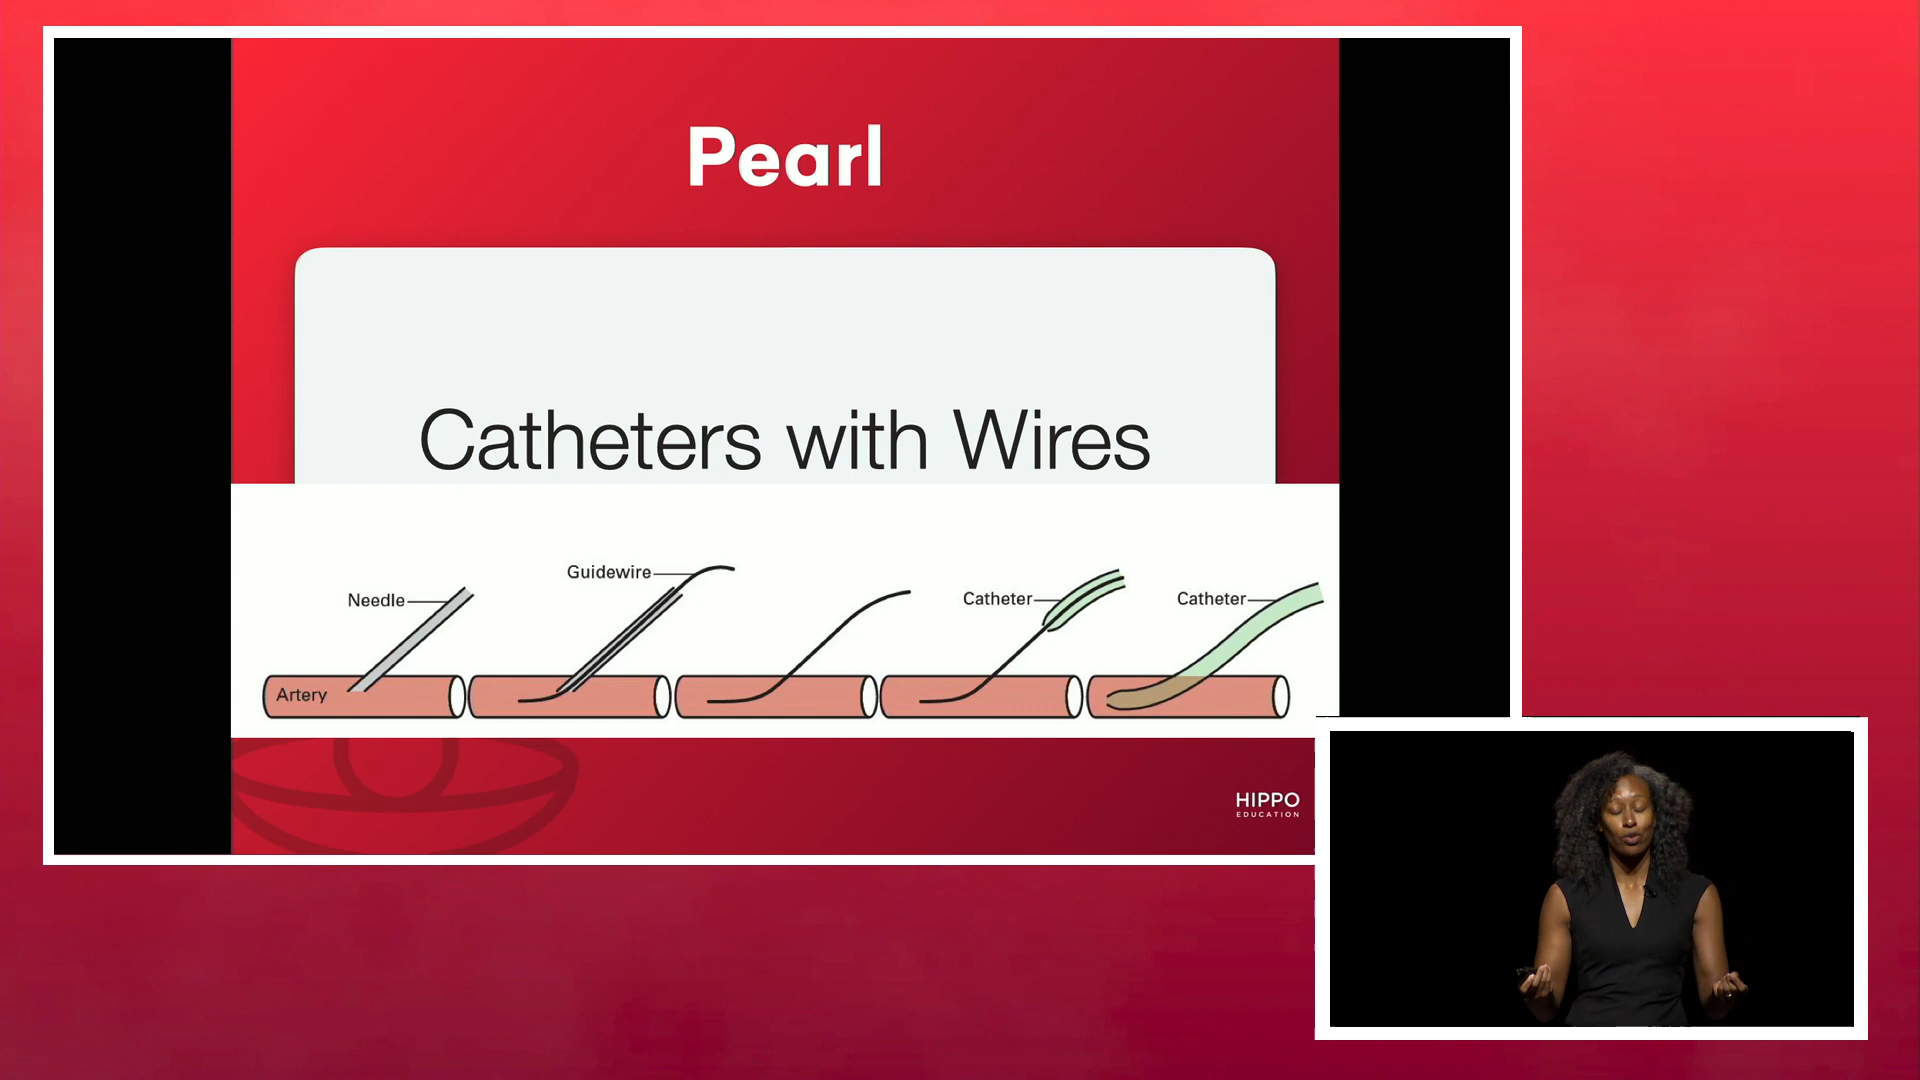 Pearl
Catheters with Wires
Needle
Guidewire
Catheter
Catheter
Artery
HIPPO
EDUCATION